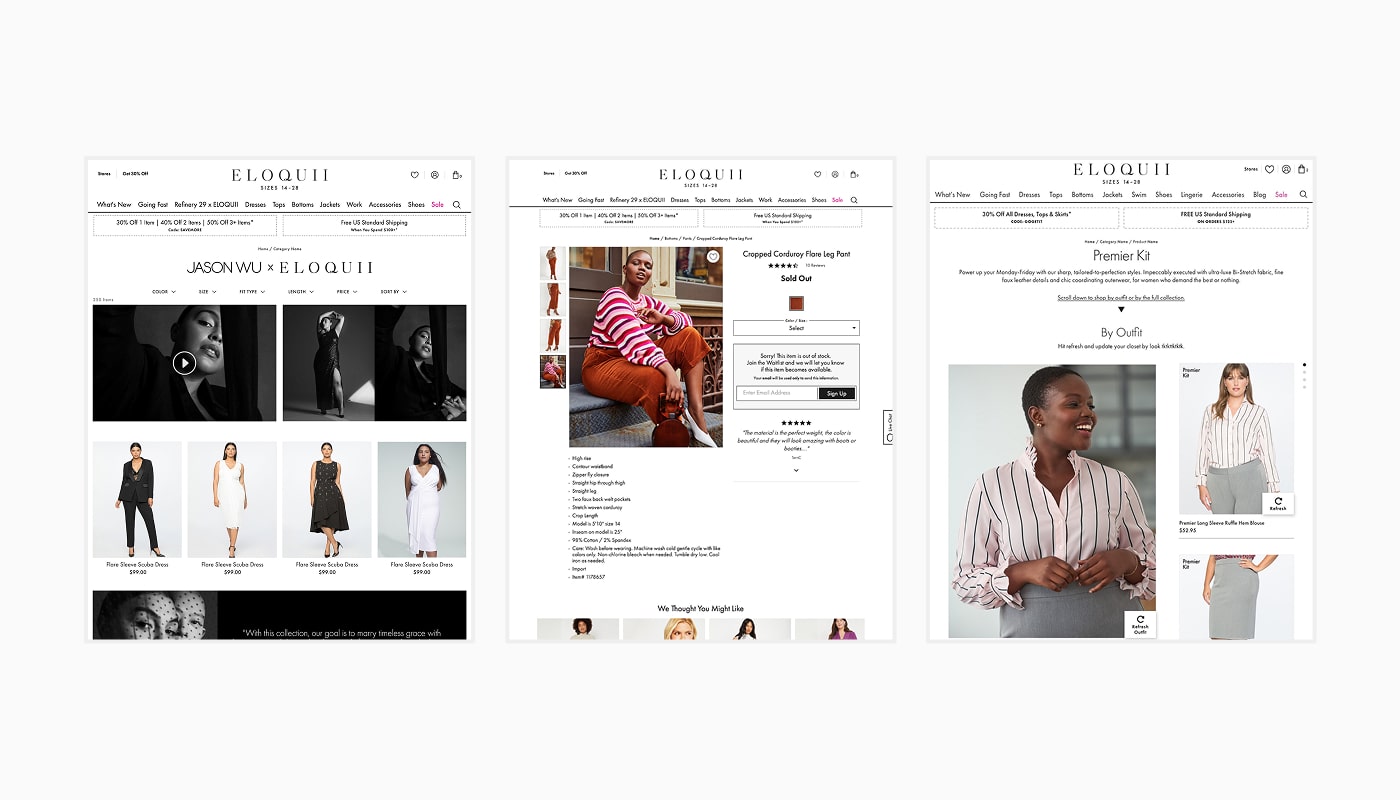 Stores Get 30% Off
ELOQUII
SIZES 14-28
What's New Going Fast Refinery 29 x ELOQUII Dresses Tops Bottoms Jackets Work Accessories Shoes Sale
30% Off 1 Item | 40% Off 2 Items | 50% Off 3+ Items*
Code: SAVEMORE
Free US Standard Shipping
When You Spend $100+*
Home / Category Name
JASON WU x ELOQUII
COLOR SIZE FIT TYPE LENGTH PRICE SORT BY
Flare Sleeve Scuba Dress
$99.00
Flare Sleeve Scuba Dress
$99.00
Flare Sleeve Scuba Dress
$99.00
Flare Sleeve Scuba Dress
$99.00
"With this collection, our goal is to marry timeless grace with
Stores Get 30% Off
ELOQUII
SIZES 14-28
What's New Going Fast Refinery 29 x ELOQUII Dresses Tops Bottoms Jackets Work Accessories Shoes Sale
30% Off 1 Item | 40% Off 2 Items | 50% Off 3+ Items*
Code: SAVEMORE
Free US Standard Shipping
When You Spend $100+*
Home / Bottoms / Pants / Cropped Corduroy Flare Leg Pant
Cropped Corduroy Flare Leg Pant
10 Reviews
Sold Out
Color / Size:
Select
Sorry! This item is out of stock.
Join the Waitlist and we will let you know
if this item becomes available.
Your email will be used only to send this information.
Enter Email Address Sign Up
"The material is the perfect weight, the color is
beautiful and they will look amazing with boots or
booties..."
Live Chat
- High rise
- Contour waistband
- Zipper fly closure
- Straight hip through thigh
- Straight leg
- Two faux back welt pockets
- Stretch woven corduroy
- Crop Length
- Model is 5'10" size 14
- Inseam on model is 25"
- 98% Cotton / 2% Spandex
- Care: Wash before wearing. Machine wash cold gentle cycle with like
colors only. Non-chlorine bleach when needed. Tumble dry low. Cool
iron as needed.
- Import
- Item# 1178657
We Thought You Might Like
ELOQUII
SIZES 14-28
Stores
What's New Going Fast Dresses Tops Bottoms Jackets Swim Shoes Lingerie Accessories Blog Sale
30% Off All Dresses, Tops & Skirts*
CODE: GOGETIT
FREE US Standard Shipping
ON ORDERS $125+
Home / Category Name / Product Name
Premier Kit
Power up your Monday-Friday with our sharp, tailored-to-perfection styles. Impeccably executed with ultra-luxe Bi-Stretch fabric, fine
faux leather details and chic coordinating outerwear, for women who demand the best or nothing.
Scroll down to shop by outfit or by the full collection.
By Outfit
Hit refresh and update your closet by look tktktktktk.
Refresh
Outfit
Premier
Kit
Refresh
Premier Long Sleeve Ruffle Hem Blouse
$52.95
Premier
Kit